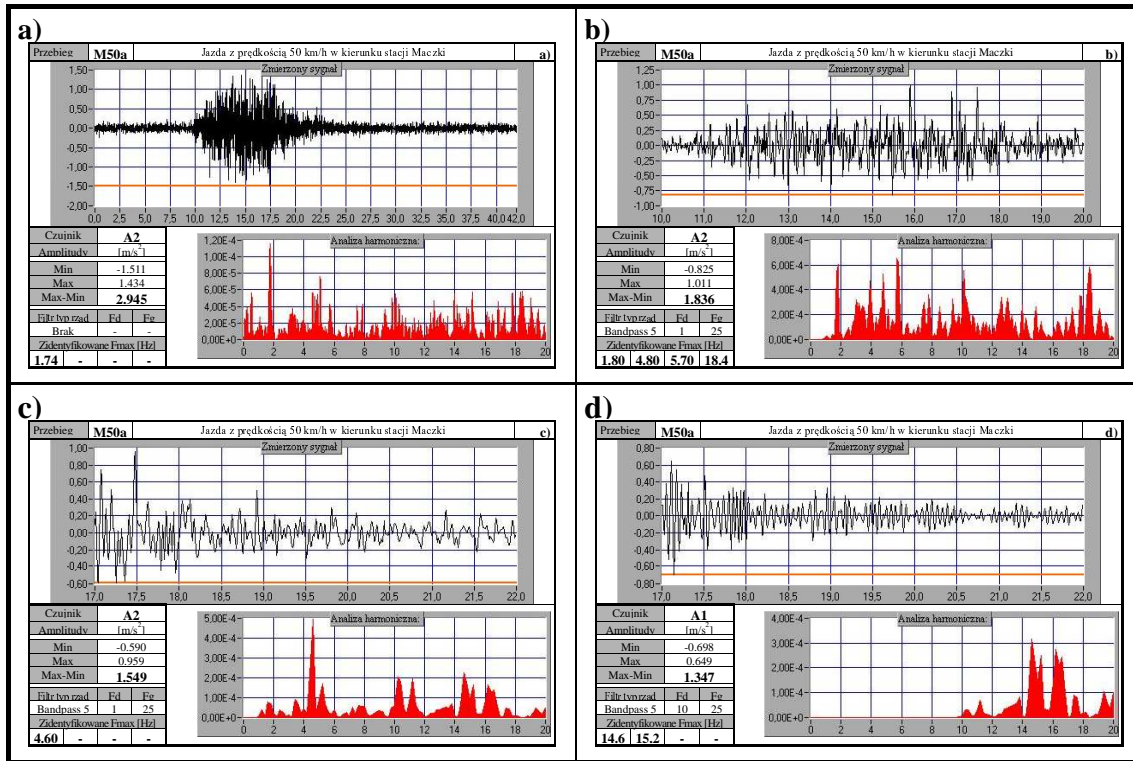 a)
Przebieg M50a Jazda z prędkością 50 km/h w kierunku stacji Maczki a)
Zmierzony sygnał
1,50
1,00
0,50
0,00
-0,50
-1,00
-1,50
-2,00
0,0 2,5 5,0 7,5 10,0 12,5 15,0 17,5 20,0 22,5 25,0 27,5 30,0 32,5 35,0 37,5 40,0 42,0
Czujnik A2
Amplitudy [m/s²]
Min -1.511
Max 1.434
Max-Min 2.945
Filtr typ rząd Fd Fg
Brak - -
Zidentyfikowane Fmax [Hz]
1.74 - - -
Analiza harmoniczna:
1,20E-4
1,00E-4
8,00E-5
6,00E-5
4,00E-5
2,00E-5
0,00E+0
0 2 4 6 8 10 12 14 16 18 20
b)
Przebieg M50a Jazda z prędkością 50 km/h w kierunku stacji Maczki b)
Zmierzony sygnał
1,25
1,00
0,75
0,50
0,25
0,00
-0,25
-0,50
-0,75
-1,00
10,0 11,0 12,0 13,0 14,0 15,0 16,0 17,0 18,0 19,0 20,0
Czujnik A2
Amplitudy [m/s²]
Min -0.825
Max 1.011
Max-Min 1.836
Filtr typ rząd Fd Fg
Bandpass 5 1 25
Zidentyfikowane Fmax [Hz]
1.80 4.80 5.70 18.4
Analiza harmoniczna:
8,00E-4
6,00E-4
4,00E-4
2,00E-4
0,00E+0
0 2 4 6 8 10 12 14 16 18 20
c)
Przebieg M50a Jazda z prędkością 50 km/h w kierunku stacji Maczki c)
Zmierzony sygnał
1,00
0,80
0,60
0,40
0,20
0,00
-0,20
-0,40
-0,60
17,0 17,5 18,0 18,5 19,0 19,5 20,0 20,5 21,0 21,5 22,0
Czujnik A2
Amplitudy [m/s²]
Min -0.590
Max 0.959
Max-Min 1.549
Filtr typ rząd Fd Fg
Bandpass 5 1 25
Zidentyfikowane Fmax [Hz]
4.60 - - -
Analiza harmoniczna:
5,00E-4
4,00E-4
3,00E-4
2,00E-4
1,00E-4
0,00E+0
0 2 4 6 8 10 12 14 16 18 20
d)
Przebieg M50a Jazda z prędkością 50 km/h w kierunku stacji Maczki d)
Zmierzony sygnał
0,80
0,60
0,40
0,20
0,00
-0,20
-0,40
-0,60
-0,80
17,0 17,5 18,0 18,5 19,0 19,5 20,0 20,5 21,0 21,5 22,0
Czujnik A1
Amplitudy [m/s²]
Min -0.698
Max 0.649
Max-Min 1.347
Filtr typ rząd Fd Fg
Bandpass 5 10 25
Zidentyfikowane Fmax [Hz]
14.6 15.2 - -
Analiza harmoniczna:
4,00E-4
3,00E-4
2,00E-4
1,00E-4
0,00E+0
0 2 4 6 8 10 12 14 16 18 20